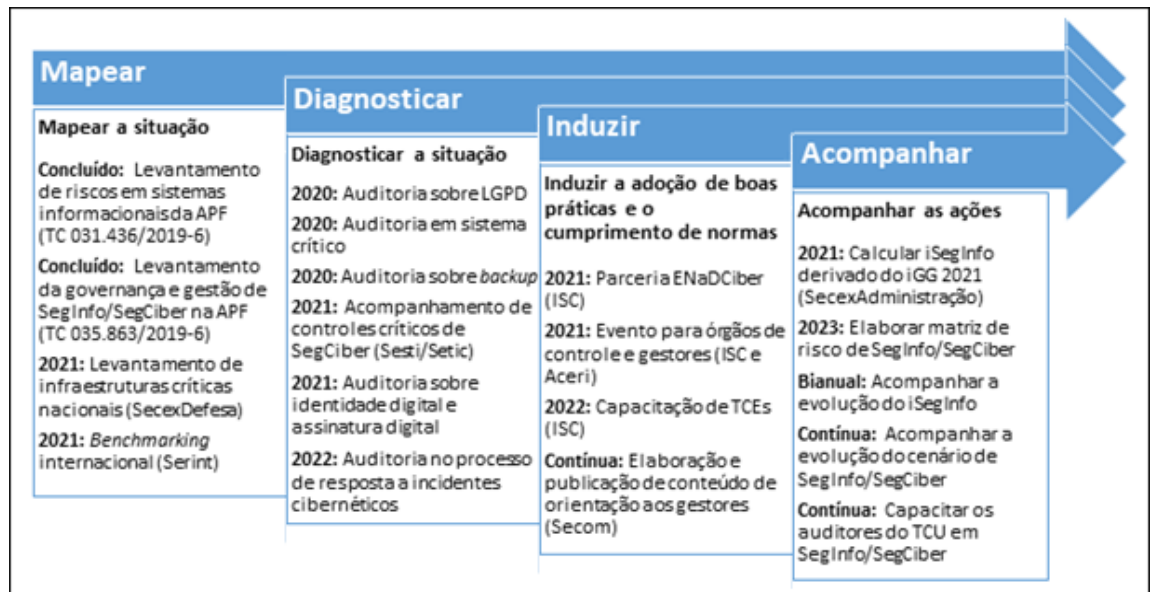 Mapear
Mapear a situação
Concluído: Levantamento
de riscos em sistemas
informacionais da APF
(TC 031.436/2019-6)
Concluído: Levantamento
da governança e gestão de
SegInfo/SegCiber na APF
(TC 035.863/2019-6)
2021: Levantamento de
infraestruturas críticas
nacionais (SecexDefesa)
2021: Benchmarking
internacional (Serint)
Diagnosticar
Diagnosticar a situação
2020: Auditoria sobre LGPD
2020: Auditoria em sistema
crítico
2020: Auditoria sobre backup
2021: Acompanhamento de
controles críticos de
SegCiber (Sesti/Setic)
2021: Auditoria sobre
identidade digital e
assinatura digital
2022: Auditoria no processo
de resposta a incidentes
cibernéticos
Induzir
Induzir a adoção de boas
práticas e o
cumprimento de normas
2021: Parceria ENaDCiber
(ISC)
2021: Evento para órgãos de
controle e gestores (ISC e
Aceri)
2022: Capacitação de TCEs
(ISC)
Contínua: Elaboração e
publicação de conteúdo de
orientação aos gestores
(Secom)
Acompanhar
Acompanhar as ações
2021: Calcular iSegInfo
derivado do iGG 2021
(SecexAdministração)
2023: Elaborar matriz de
risco de SegInfo/SegCiber
Bianual: Acompanhar a
evolução do iSegInfo
Contínua: Acompanhar a
evolução do cenário de
SegInfo/SegCiber
Contínua: Capacitar os
auditores do TCU em
SegInfo/SegCiber